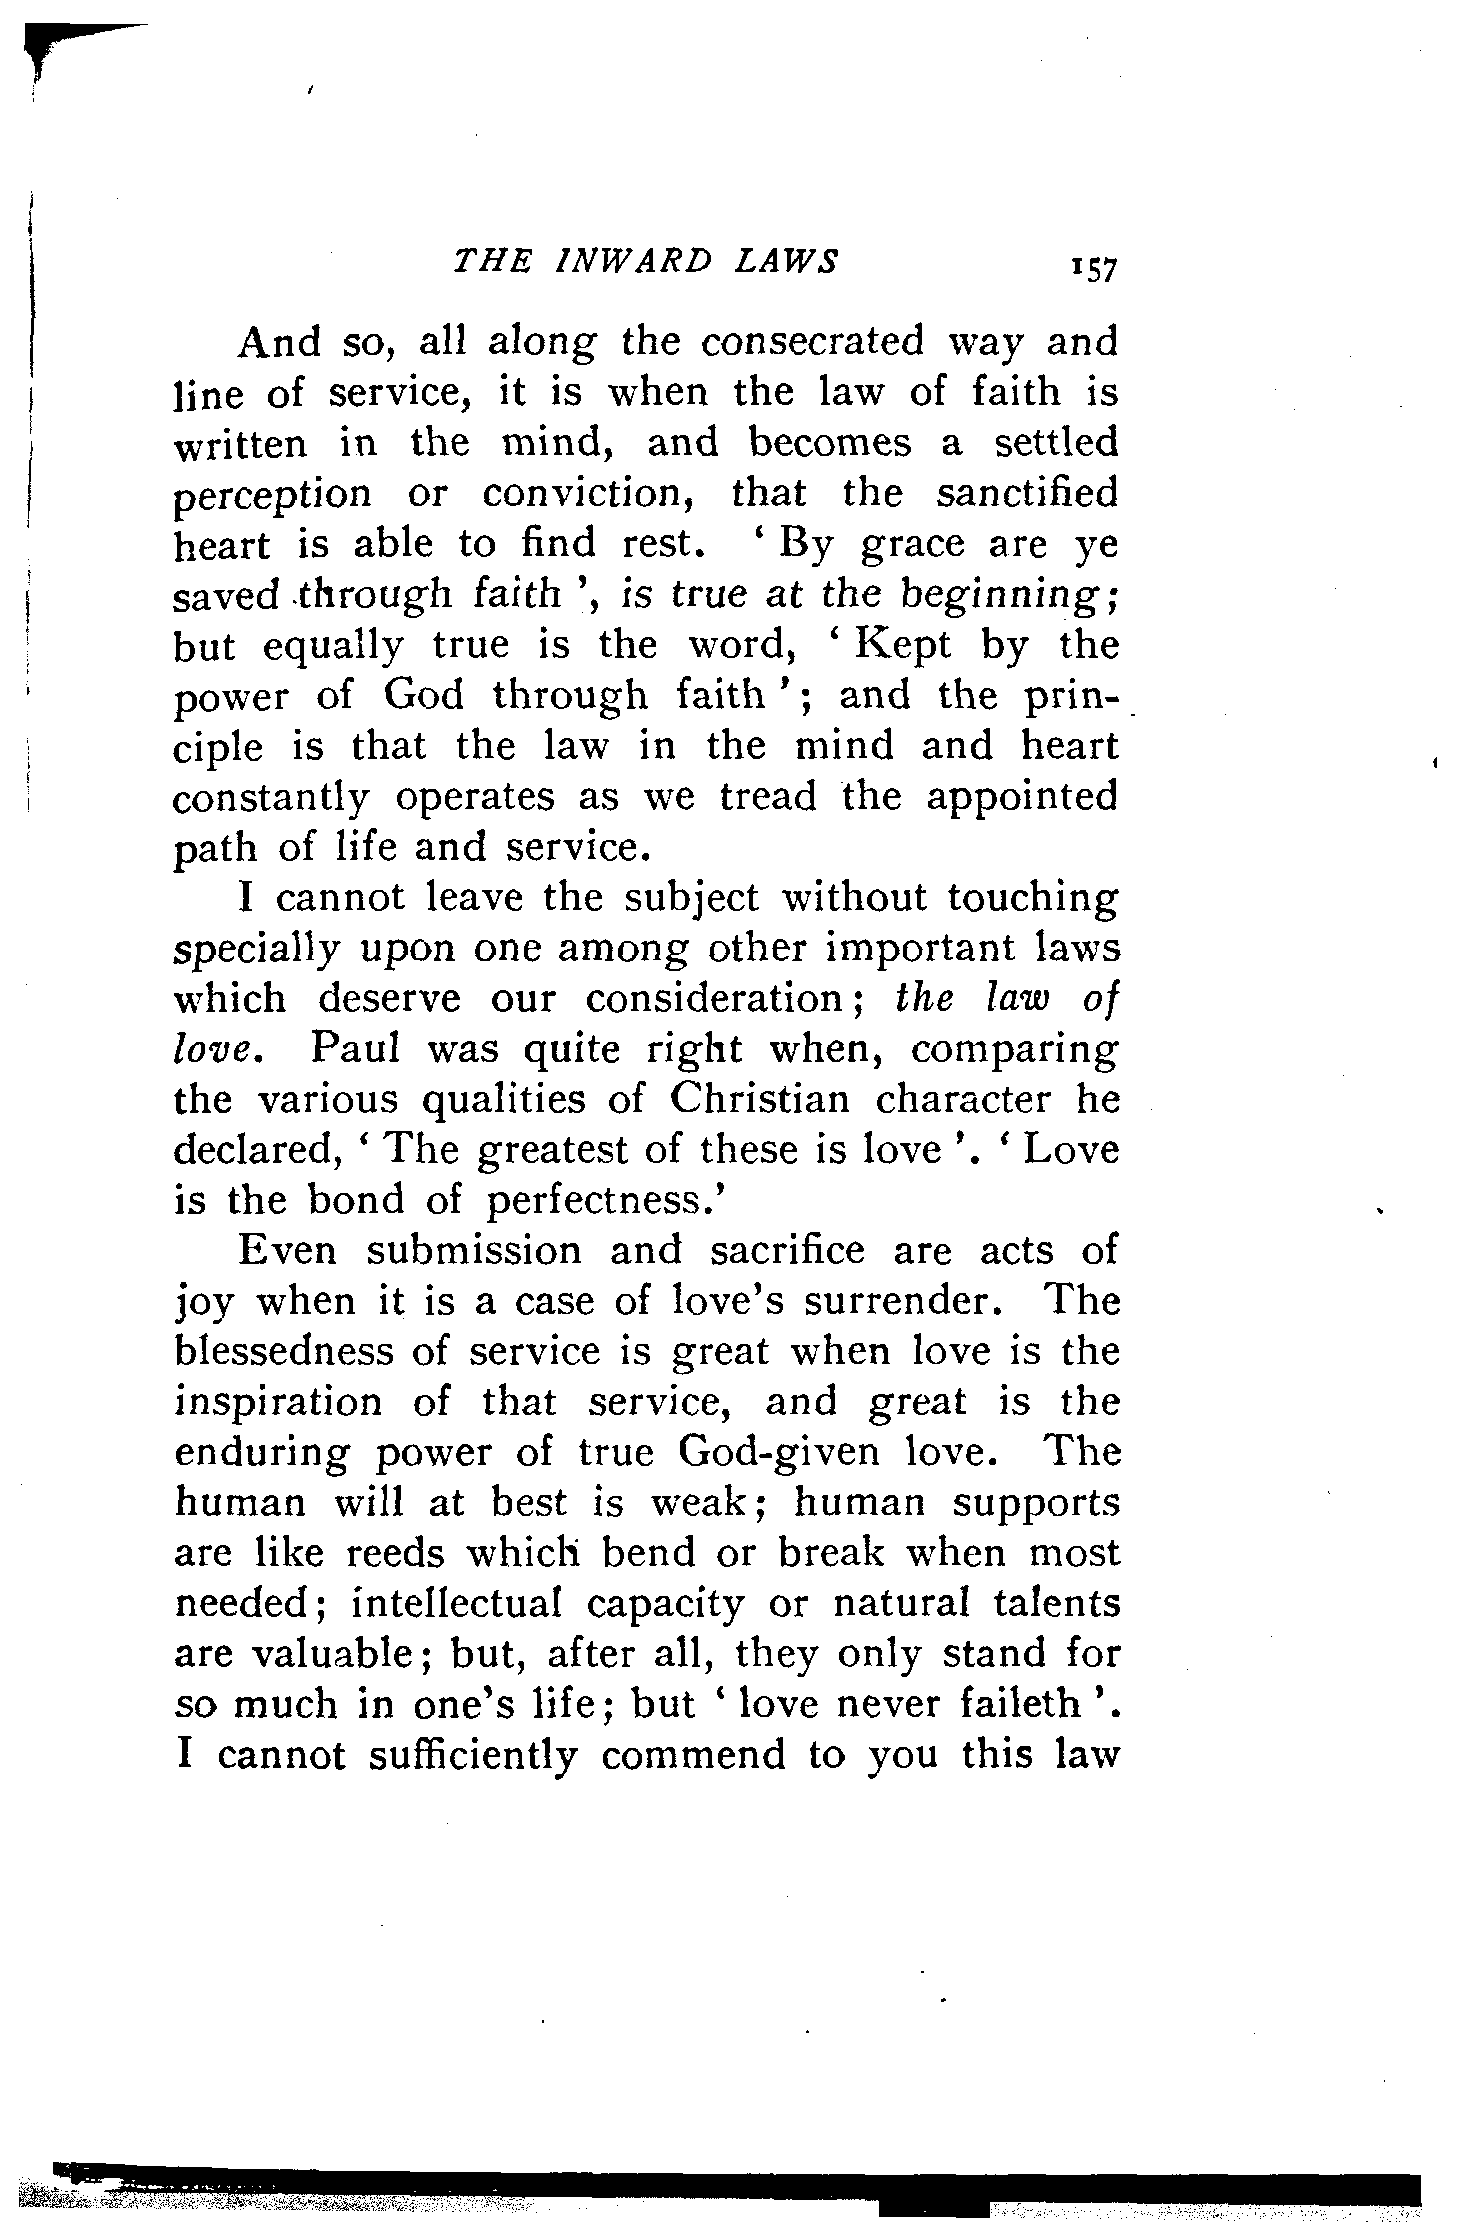 THE INWARD LAWS 157
And so, all along the consecrated way and
line of service, it is when the law of faith is
written in the mind, and becomes a settled
perception or conviction, that the sanctified
heart is able to find rest. ‘ By grace are ye
saved through faith ’, is true at the beginning;
but equally true is the word, ‘ Kept by the
power of God through faith ’; and the prin-
ciple is that the law in the mind and heart
constantly operates as we tread the appointed
path of life and service.
I cannot leave the subject without touching
specially upon one among other important laws
which deserve our consideration; the law of
love. Paul was quite right when, comparing
the various qualities of Christian character he
declared, ‘ The greatest of these is love ’. ‘ Love
is the bond of perfectness.’
Even submission and sacrifice are acts of
joy when it is a case of love’s surrender. The
blessedness of service is great when love is the
inspiration of that service, and great is the
enduring power of true God-given love. The
human will at best is weak; human supports
are like reeds which bend or break when most
needed; intellectual capacity or natural talents
are valuable; but, after all, they only stand for
so much in one’s life; but ‘ love never faileth ’.
I cannot sufficiently commend to you this law